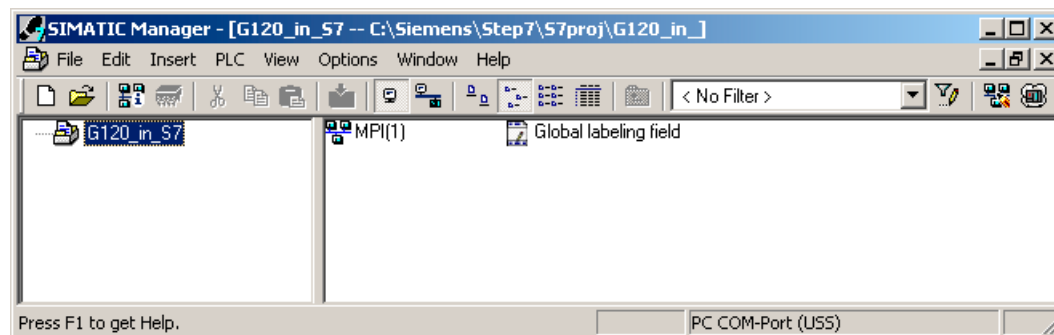 SIMATIC Manager - [G120_in_S7 -- C:\Siemens\Step7\S7proj\G120_in_]
File Edit Insert PLC View Options Window Help
< No Filter >
G120_in_S7
MPI(1) Global labeling field
Press F1 to get Help. PC COM-Port (USS)